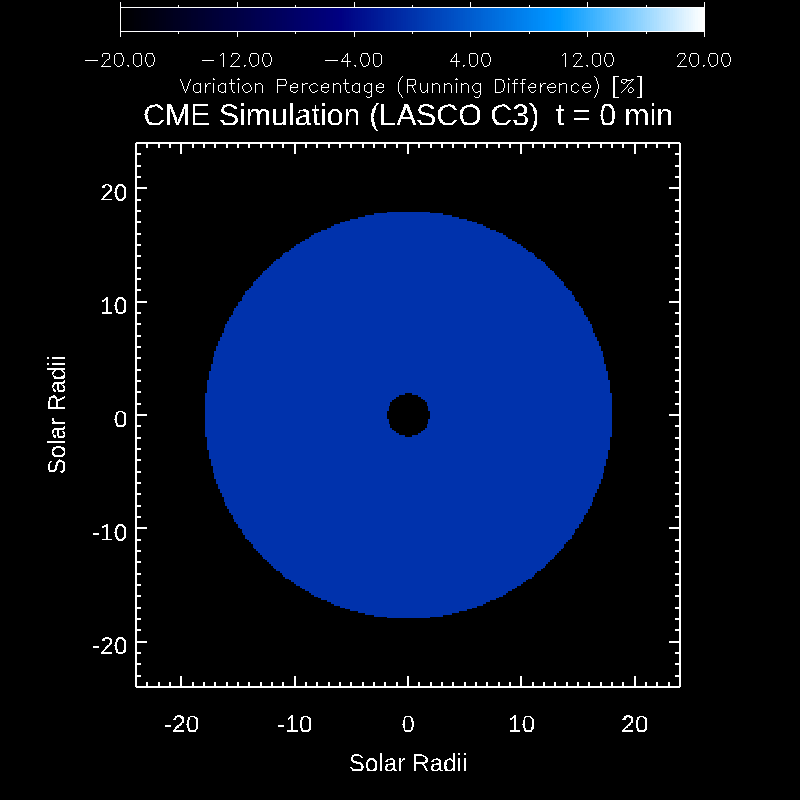 −20.00 −12.00 −4.00 4.00 12.00 20.00
Variation Percentage (Running Difference) [%]
CME Simulation (LASCO C3)  t = 0 min
20
10
0
-10
-20
Solar Radii
-20 -10 0 10 20
Solar Radii